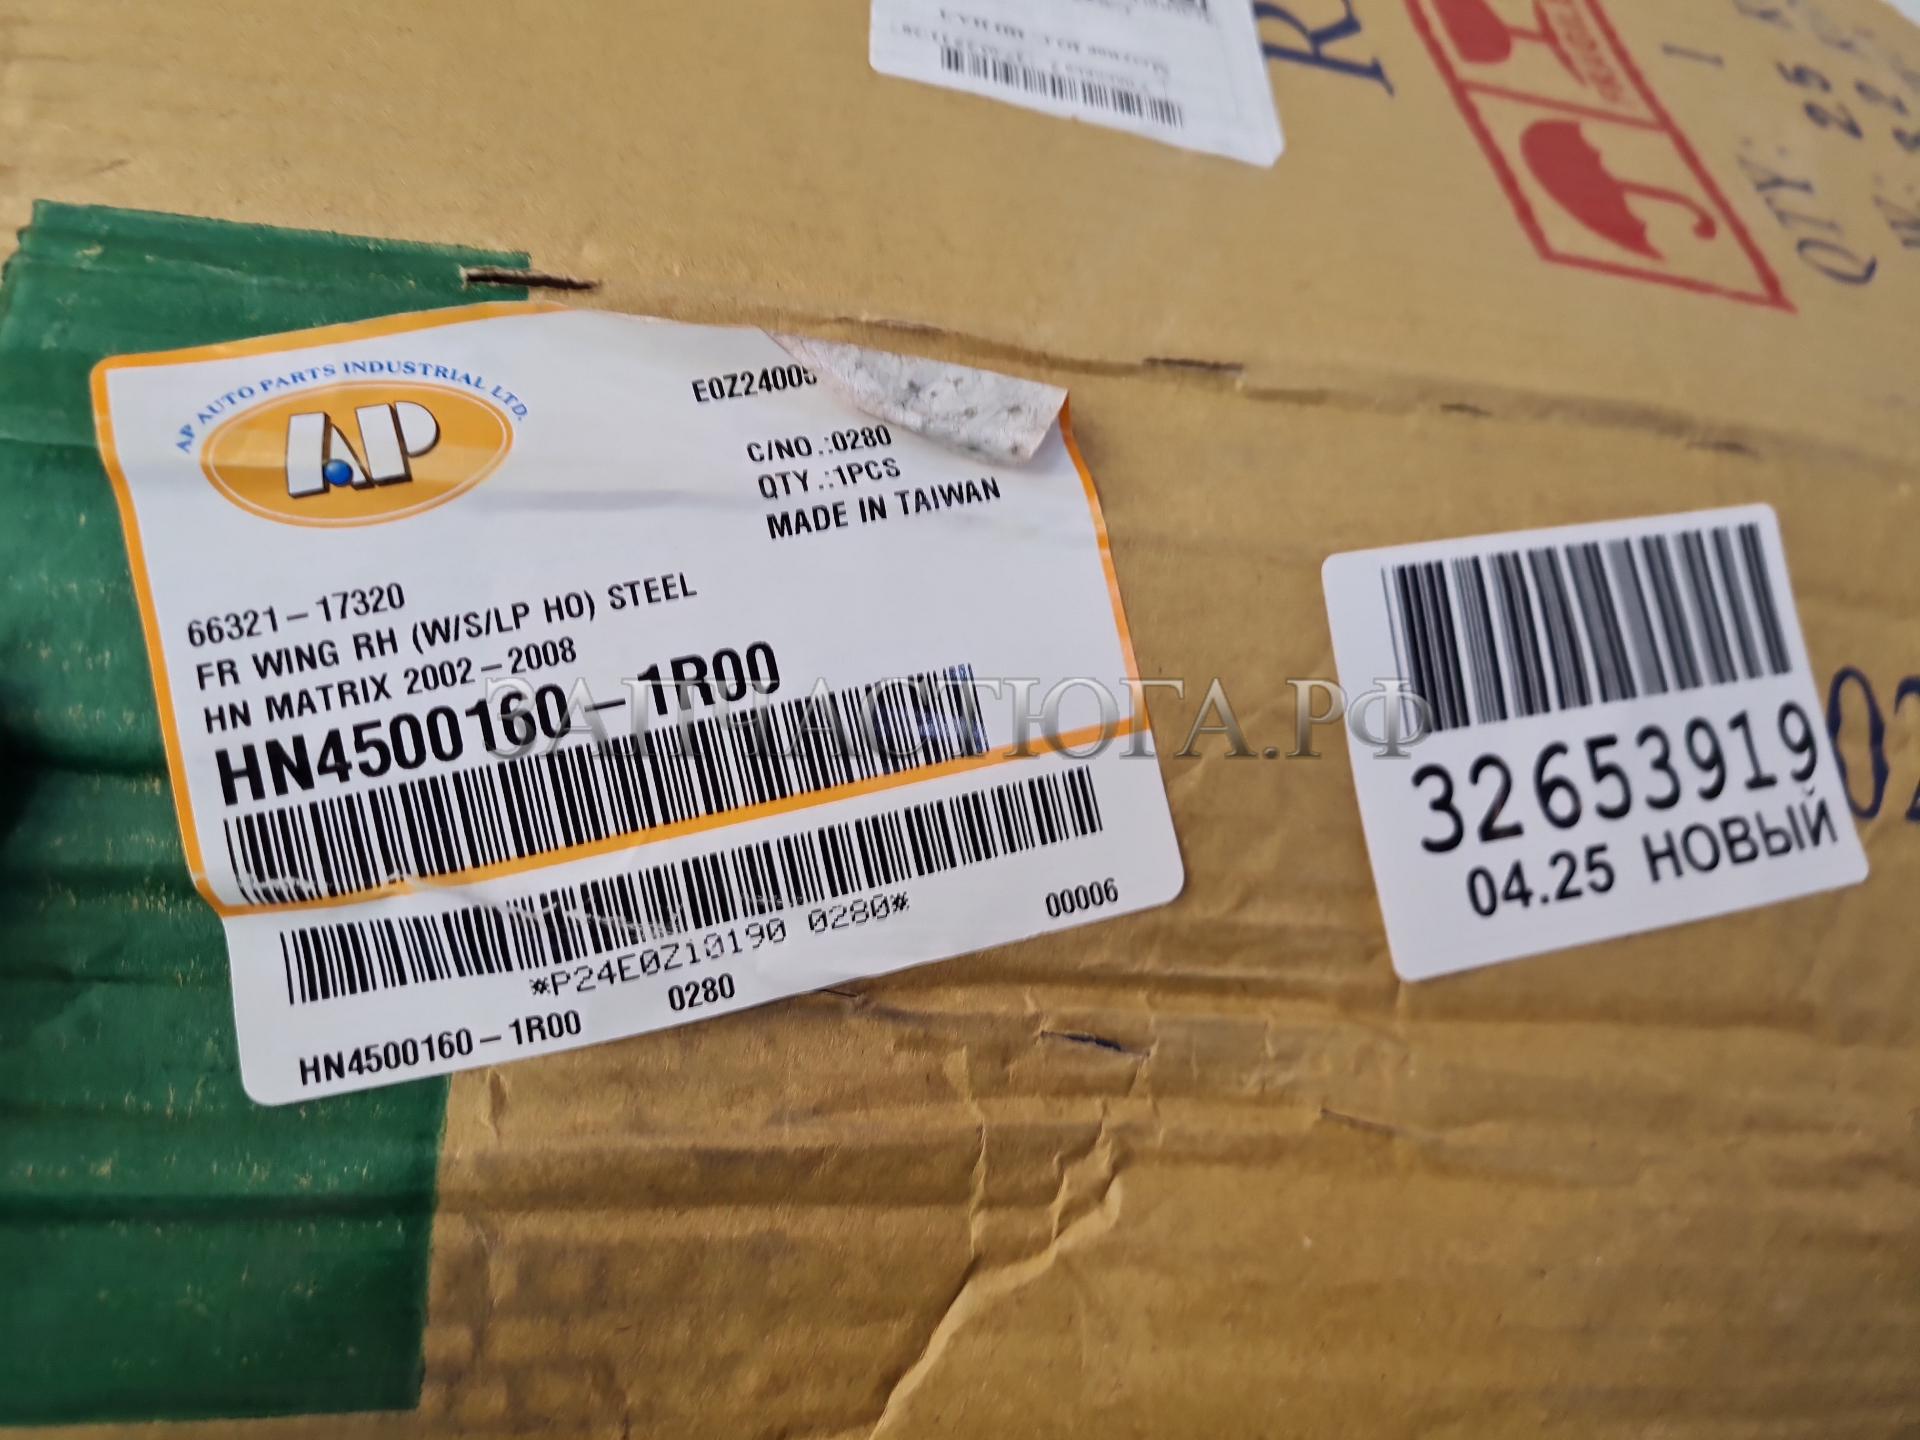 AP AUTO PARTS INDUSTRIAL LTD.
AP
C/NO.:0280
QTY.:1PCS
MADE IN TAIWAN
66321-17320
FR WING RH (W/S/LP HO) STEEL
HN MATRIX 2002-2008
HN4500160-1R00
*P24E0Z10190 0280*
00006
0280
HN4500160-1R00
32653919
04.25 НОВЫЙ
ЗАПЧАСТЮГА.РФ
R
FRAGILE
QTY: